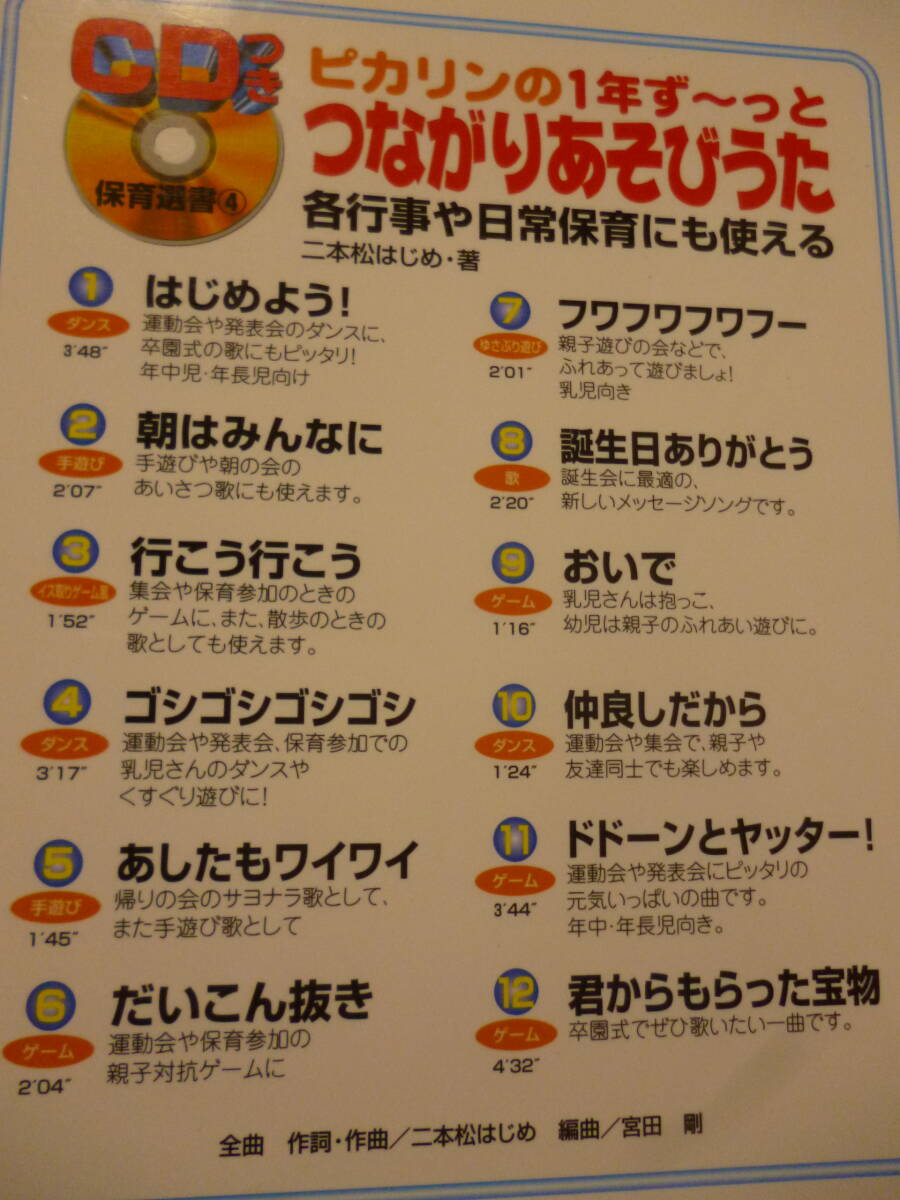 CDつき
保育選書④
ピカリンの1年ず〜っと
つながりあそびうた
各行事や日常保育にも使える
二本松はじめ・著
1
ダンス
3'48"
はじめよう!
運動会や発表会のダンスに、
卒園式の歌にもピッタリ!
年中児・年長児向け
2
手遊び
2'07"
朝はみんなに
手遊びや朝の会の
あいさつ歌にも使えます。
3
イス取りゲーム風
1'52"
行こう行こう
集会や保育参加のときの
ゲームに、また、散歩のときの
歌としても使えます。
4
ダンス
3'17"
ゴシゴシゴシゴシ
運動会や発表会、保育参加での
乳児さんのダンスや
くすぐり遊びに!
5
手遊び
1'45"
あしたもワイワイ
帰りの会のサヨナラ歌として、
また手遊び歌として
6
ゲーム
2'04"
だいこん抜き
運動会や保育参加の
親子対抗ゲームに
7
ゆさぶり遊び
2'01"
フワフワフワフー
親子遊びの会などで、
ふれあって遊びましょ!
乳児向き
8
歌
2'20"
誕生日ありがとう
誕生会に最適の、
新しいメッセージソングです。
9
ゲーム
1'16"
おいで
乳児さんは抱っこ、
幼児は親子のふれあい遊びに。
10
ダンス
1'24"
仲良しだから
運動会や集会で、親子や
友達同士でも楽しめます。
11
ゲーム
3'44"
ドドーンとヤッター!
運動会や発表会にピッタリの
元気いっぱいの曲です。
年中・年長児向き。
12
ゲーム
4'32"
君からもらった宝物
卒園式でぜひ歌いたい一曲です。
全曲 作詞・作曲/二本松はじめ 編曲/宮田 剛